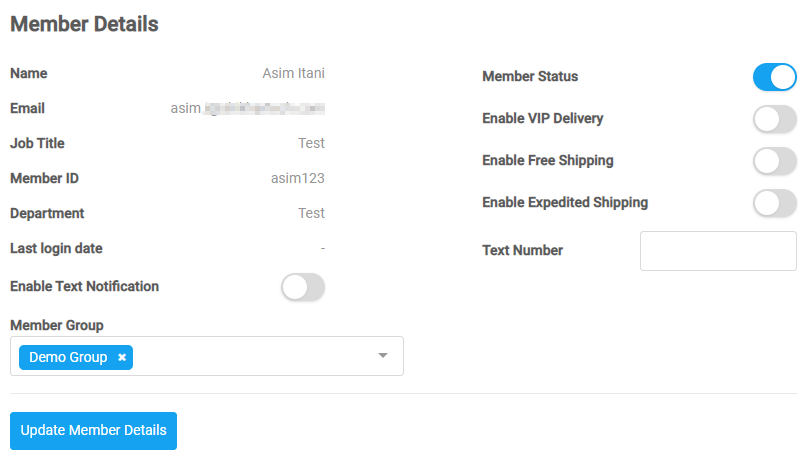 Member Details
Name Asim Itani
Email asim
Job Title Test
Member ID asim123
Department Test
Last login date -
Enable Text Notification
Member Group
Demo Group ✖
Member Status
Enable VIP Delivery
Enable Free Shipping
Enable Expedited Shipping
Text Number
Update Member Details